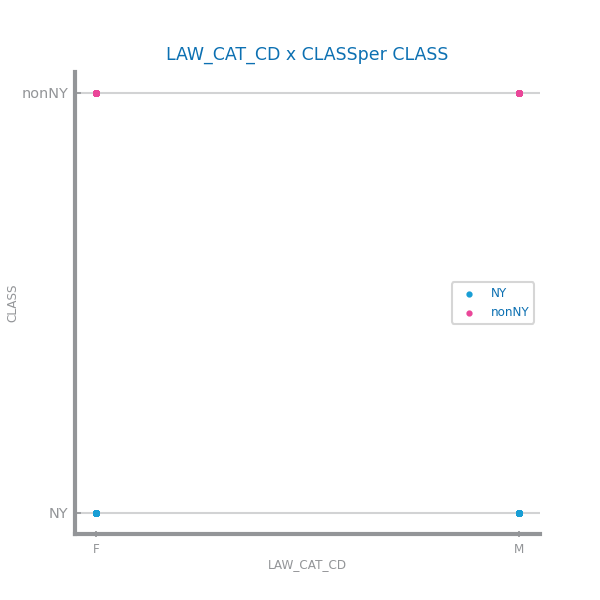 LAW_CAT_CD x CLASSper CLASS
nonNY
CLASS
NY
nonNY
NY
F
M
LAW_CAT_CD